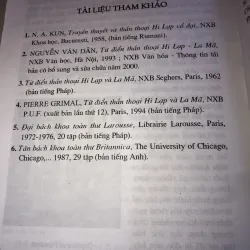 TÀI LIỆU THAM KHẢO
1. N. A. KUN, Truyền thuyết và thần thoại Hi Lạp cổ đại, NXB
Khoa học, Bucarest, 1958, (bản tiếng Rumani).
2. NGUYỄN VĂN DÂN, Từ điển thần thoại Hi Lạp - La Mã,
NXB Văn học, Hà Nội, 1993 ; NXB Văn hóa - Thông tin tái
bản có bổ sung và sửa chữa năm 2000.
3. Từ điển thần thoại Hi Lạp và La Mã, NXB Seghers, Paris, 1962
(bản tiếng Pháp).
4. PIERRE GRIMAL, Từ điển thần thoại Hi Lạp và La Mã, NXB
P.U.F. (xuất bản lần thứ 12), Paris, 1994 (bản tiếng Pháp).
5. Đại bách khoa toàn thư Larousse, Librairie Larousse, Paris,
1972-1976, 20 tập (bản tiếng Pháp).
6. Tân bách khoa toàn thư Britannica, The University of Chicago,
Chicago,... 1987, 29 tập (bản tiếng Anh).